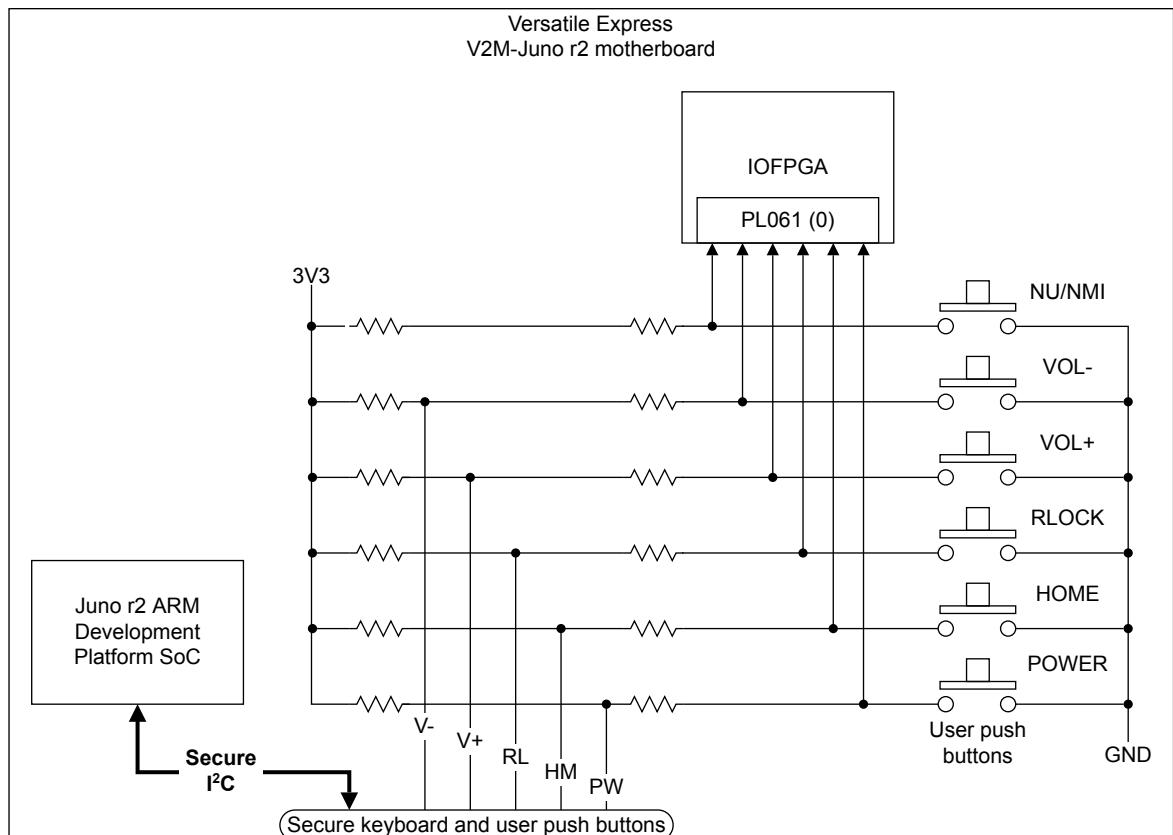 Versatile Express
V2M-Juno r2 motherboard
IOFPGA
PL061 (0)
3V3
NU/NMI
VOL-
VOL+
RLOCK
HOME
POWER
Juno r2 ARM
Development
Platform SoC
User push
buttons
GND
V-
V+
RL
HM
PW
Secure
I²C
Secure keyboard and user push buttons